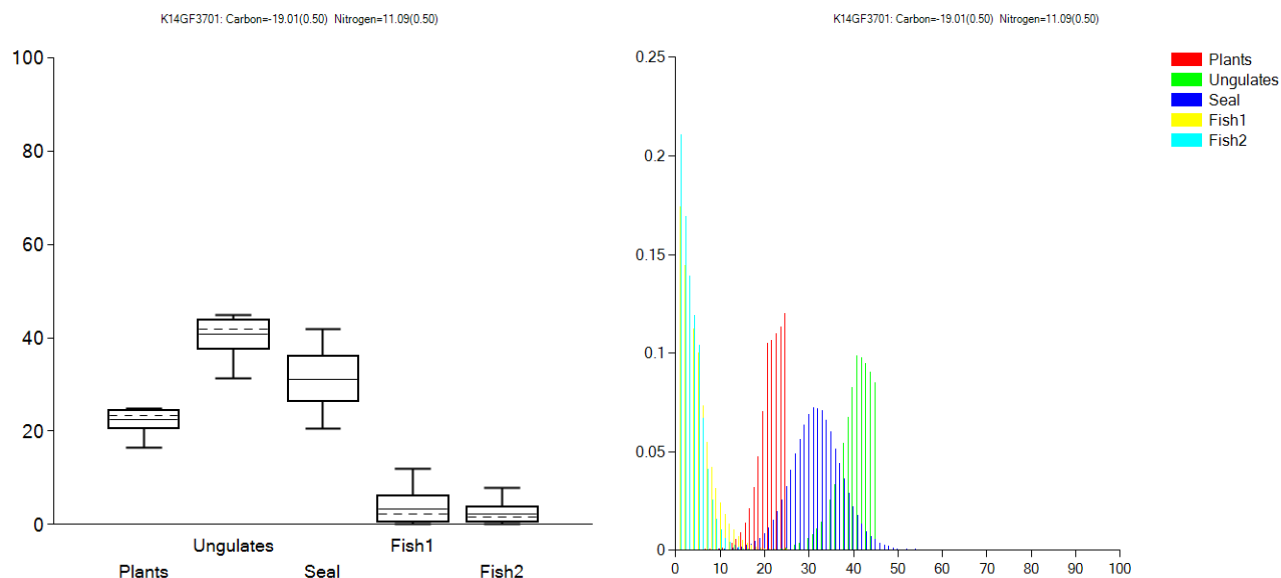 K14GF3701: Carbon=-19.01(0.50) Nitrogen=11.09(0.50)
100
80
60
40
20
0
Ungulates Fish1
Plants Seal Fish2
K14GF3701: Carbon=-19.01(0.50) Nitrogen=11.09(0.50)
0.25
0.2
0.15
0.1
0.05
0
0 10 20 30 40 50 60 70 80 90 100
Plants
Ungulates
Seal
Fish1
Fish2